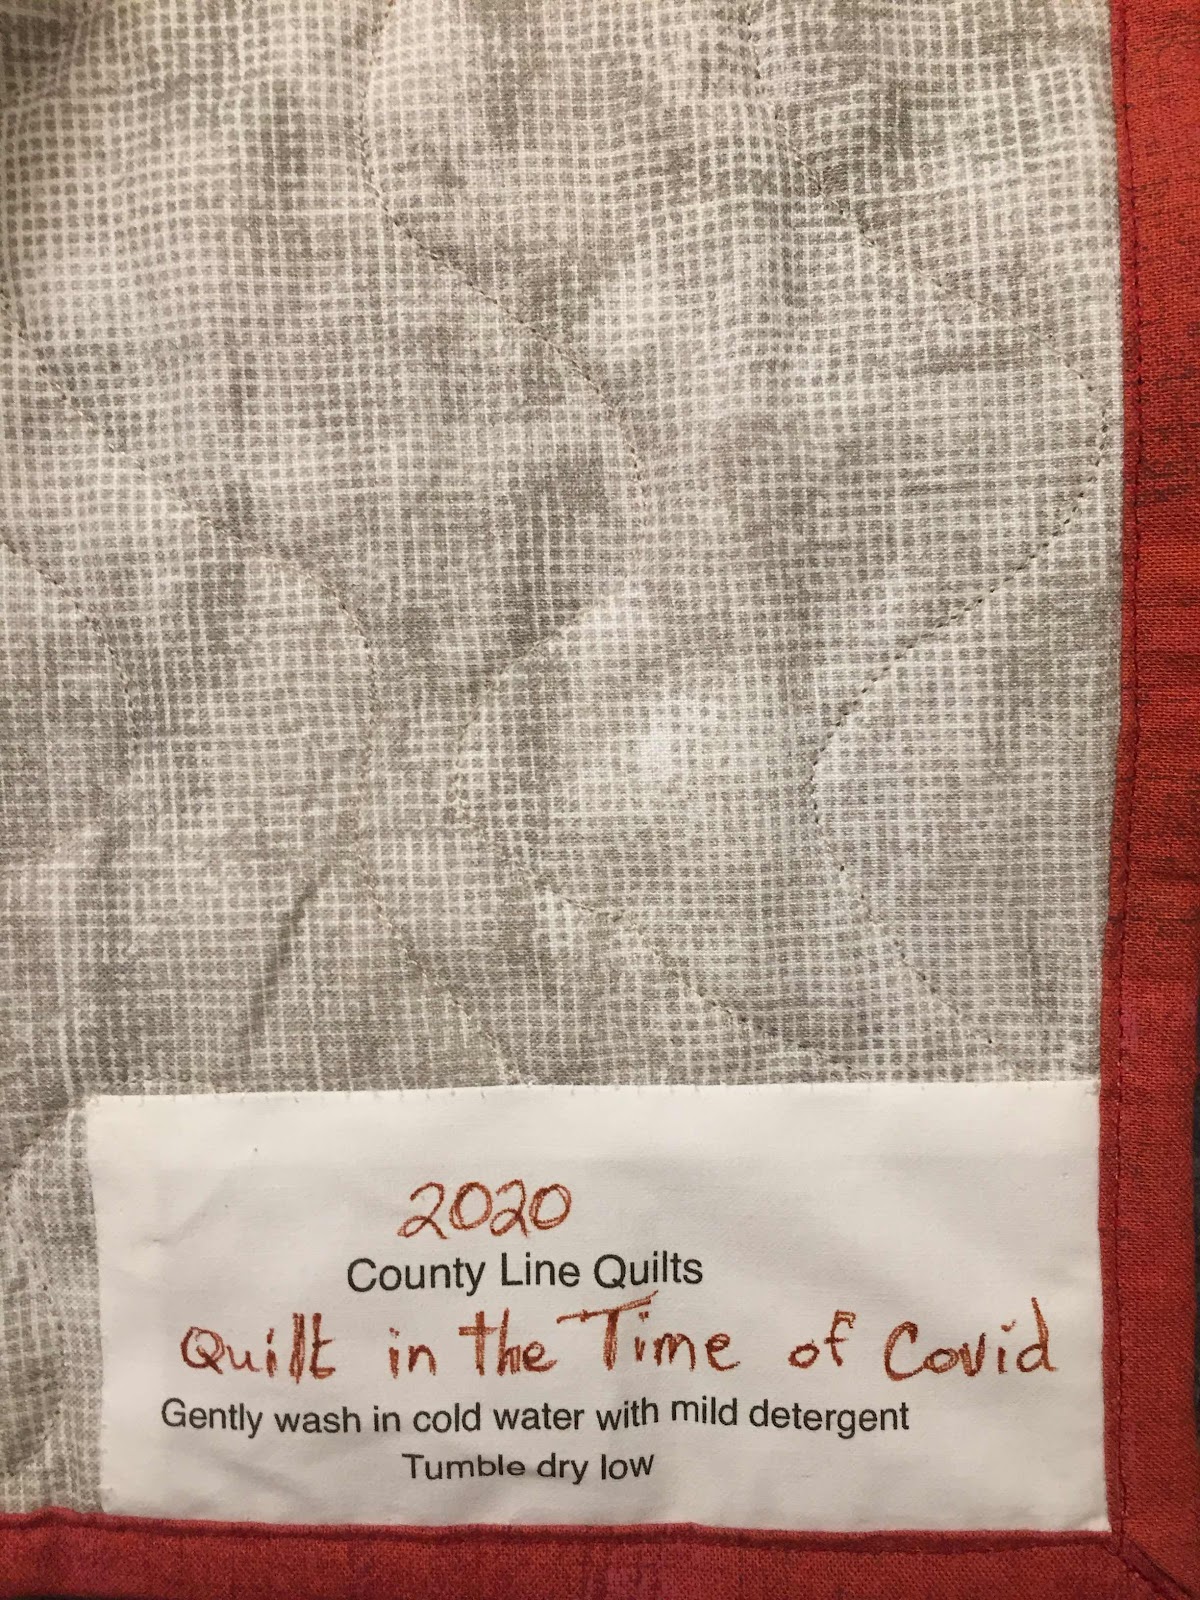 2020
County Line Quilts
Quilt in the Time of Covid
Gently wash in cold water with mild detergent
Tumble dry low